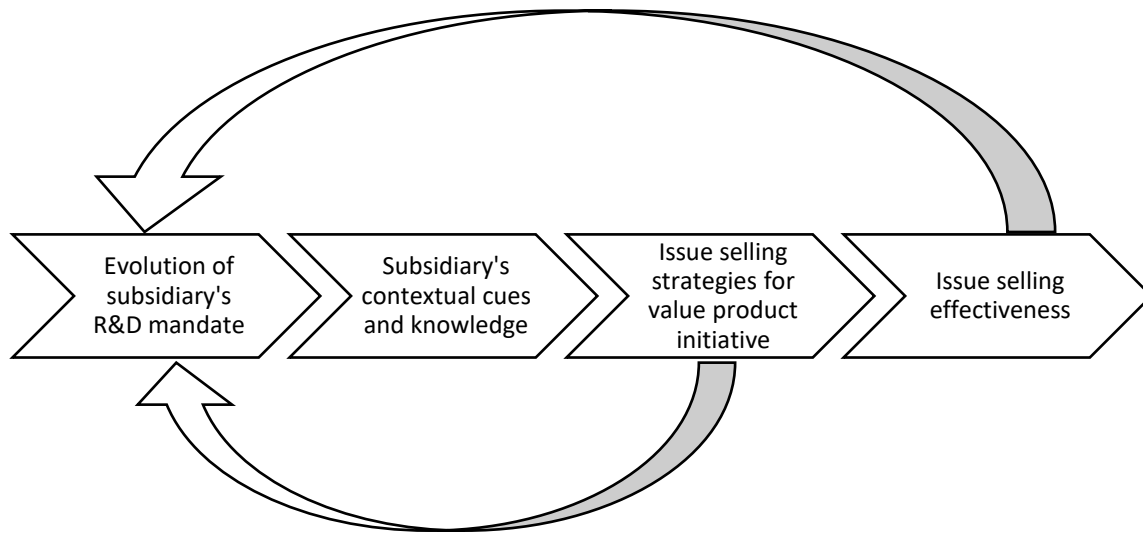 Evolution of
subsidiary's
R&D mandate
Subsidiary's
contextual cues
and knowledge
Issue selling
strategies for
value product
initiative
Issue selling
effectiveness